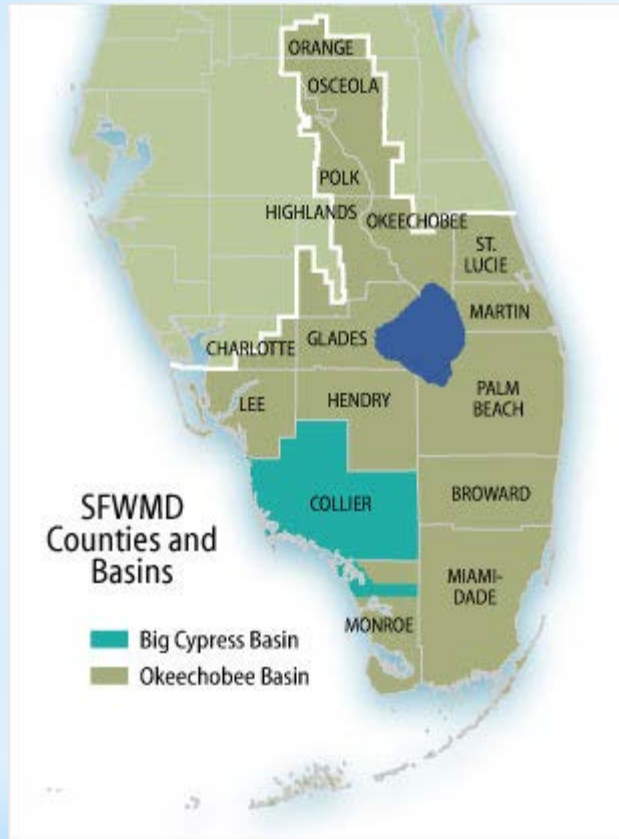 ORANGE
OSCEOLA
POLK
HIGHLANDS
OKEECHOBEE
ST.
LUCIE
MARTIN
CHARLOTTE
GLADES
PALM
BEACH
LEE
HENDRY
COLLIER
BROWARD
MIAMI-
DADE
MONROE
SFWMD
Counties and
Basins
Big Cypress Basin
Okeechobee Basin